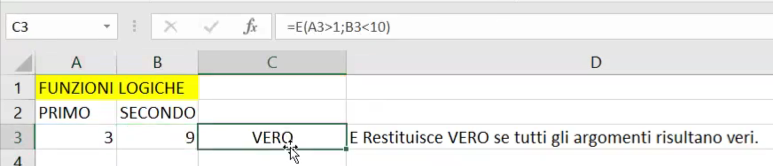 C3 fx =E(A3>1;B3<10)
A B C D
1 FUNZIONI LOGICHE
2 PRIMO SECONDO
3 3 9 VERO E Restituisce VERO se tutti gli argomenti risultano veri.
4